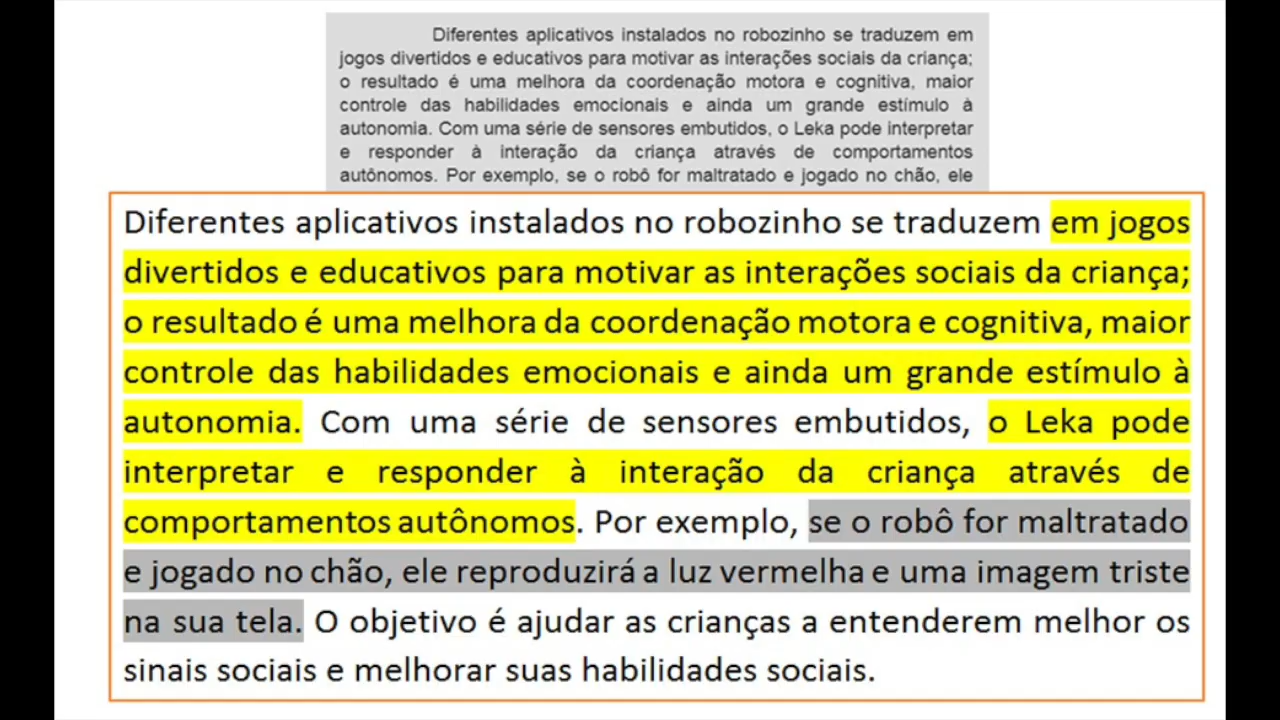 Diferentes aplicativos instalados no robozinho se traduzem em
jogos divertidos e educativos para motivar as interações sociais da criança;
o resultado é uma melhora da coordenação motora e cognitiva, maior
controle das habilidades emocionais e ainda um grande estímulo à
autonomia. Com uma série de sensores embutidos, o Leka pode interpretar
e responder à interação da criança através de comportamentos
autônomos. Por exemplo, se o robô for maltratado e jogado no chão, ele
Diferentes aplicativos instalados no robozinho se traduzem em jogos
divertidos e educativos para motivar as interações sociais da criança;
o resultado é uma melhora da coordenação motora e cognitiva, maior
controle das habilidades emocionais e ainda um grande estímulo à
autonomia. Com uma série de sensores embutidos, o Leka pode
interpretar e responder à interação da criança através de
comportamentos autônomos. Por exemplo, se o robô for maltratado
e jogado no chão, ele reproduzirá a luz vermelha e uma imagem triste
na sua tela. O objetivo é ajudar as crianças a entenderem melhor os
sinais sociais e melhorar suas habilidades sociais.